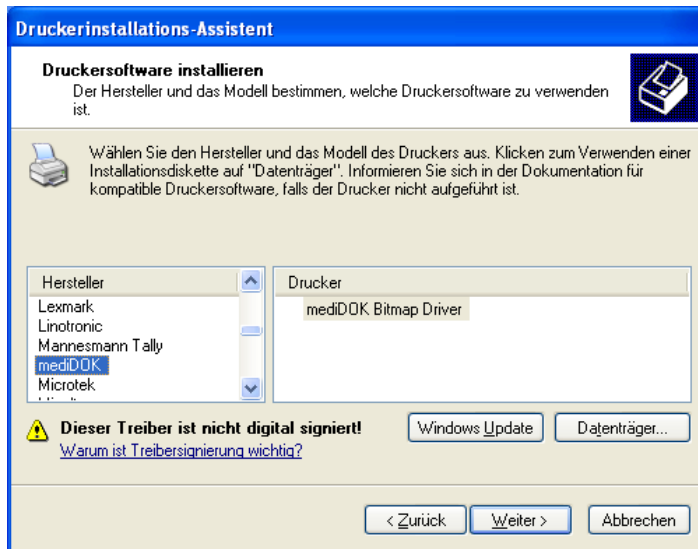 Druckerinstallations-Assistent
Druckersoftware installieren
Der Hersteller und das Modell bestimmen, welche Druckersoftware zu verwenden
ist.
Wählen Sie den Hersteller und das Modell des Druckers aus. Klicken zum Verwenden einer
Installationsdiskette auf "Datenträger". Informieren Sie sich in der Dokumentation für
kompatible Druckersoftware, falls der Drucker nicht aufgeführt ist.
Hersteller
Lexmark
Linotronic
Mannesmann Tally
mediDOK
Microtek
Drucker
mediDOK Bitmap Driver
Dieser Treiber ist nicht digital signiert!
Warum ist Treibersignierung wichtig?
Windows Update
Datenträger...
< Zurück
Weiter >
Abbrechen